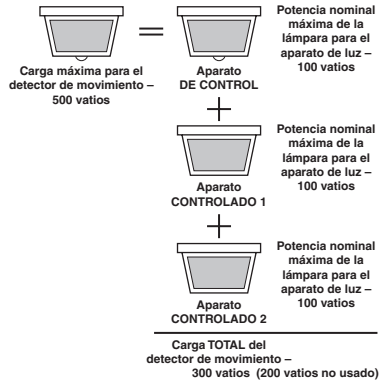 Carga máxima para el
detector de movimiento –
500 vatios
Aparato
DE CONTROL
Potencia nominal
máxima de la
lámpara para el
aparato de luz –
100 vatios
Aparato
CONTROLADO 1
Potencia nominal
máxima de la
lámpara para el
aparato de luz –
100 vatios
Aparato
CONTROLADO 2
Potencia nominal
máxima de la
lámpara para el
aparato de luz –
100 vatios
Carga TOTAL del
detector de movimiento –
300 vatios (200 vatios no usado)